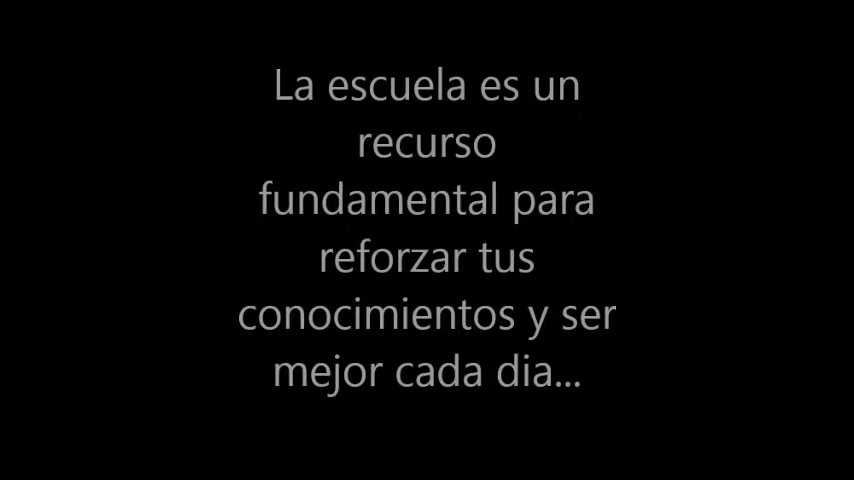 La escuela es un
recurso
fundamental para
reforzar tus
conocimientos y ser
mejor cada dia...